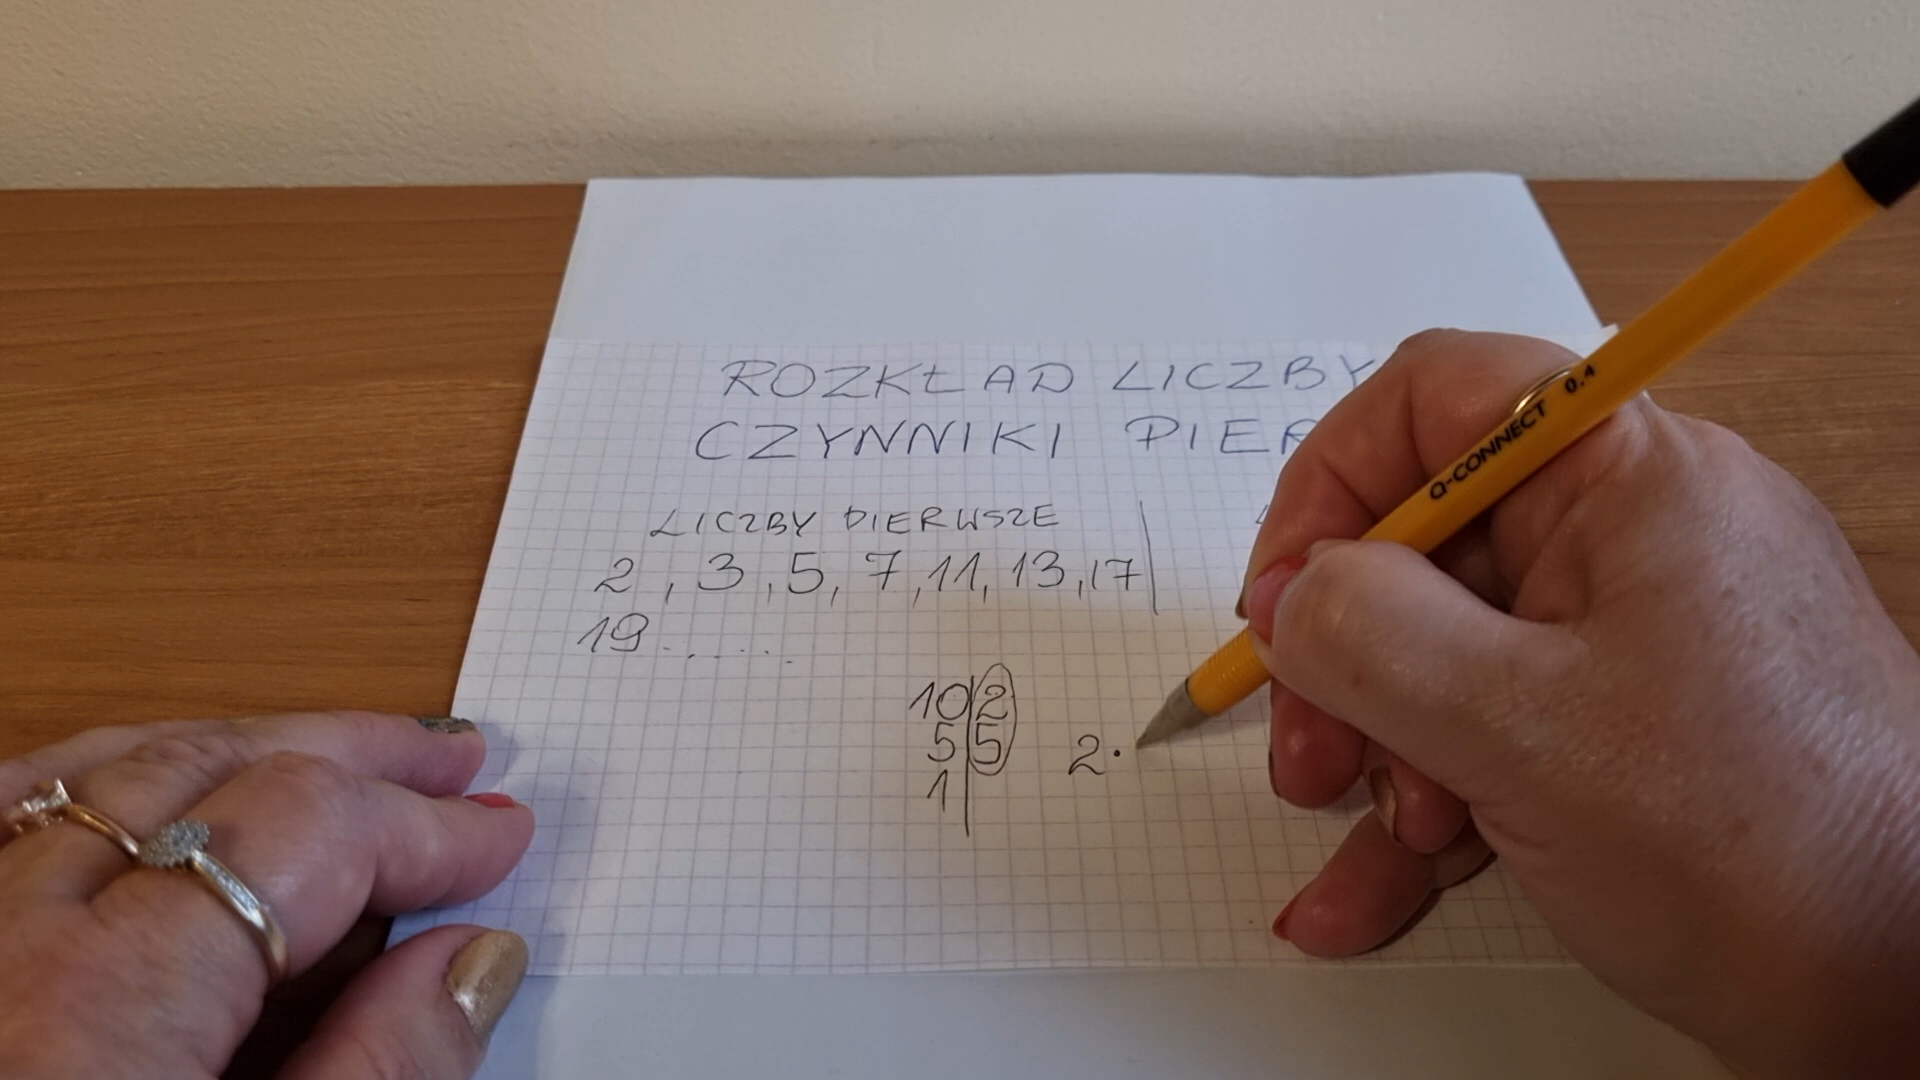 ROZKŁAD LICZBY
CZYNNIKI PIER
LICZBY PIERWSZE
2, 3, 5, 7, 11, 13, 17
19......
10|2
5|5
1|
2·
Q-CONNECT 0.4